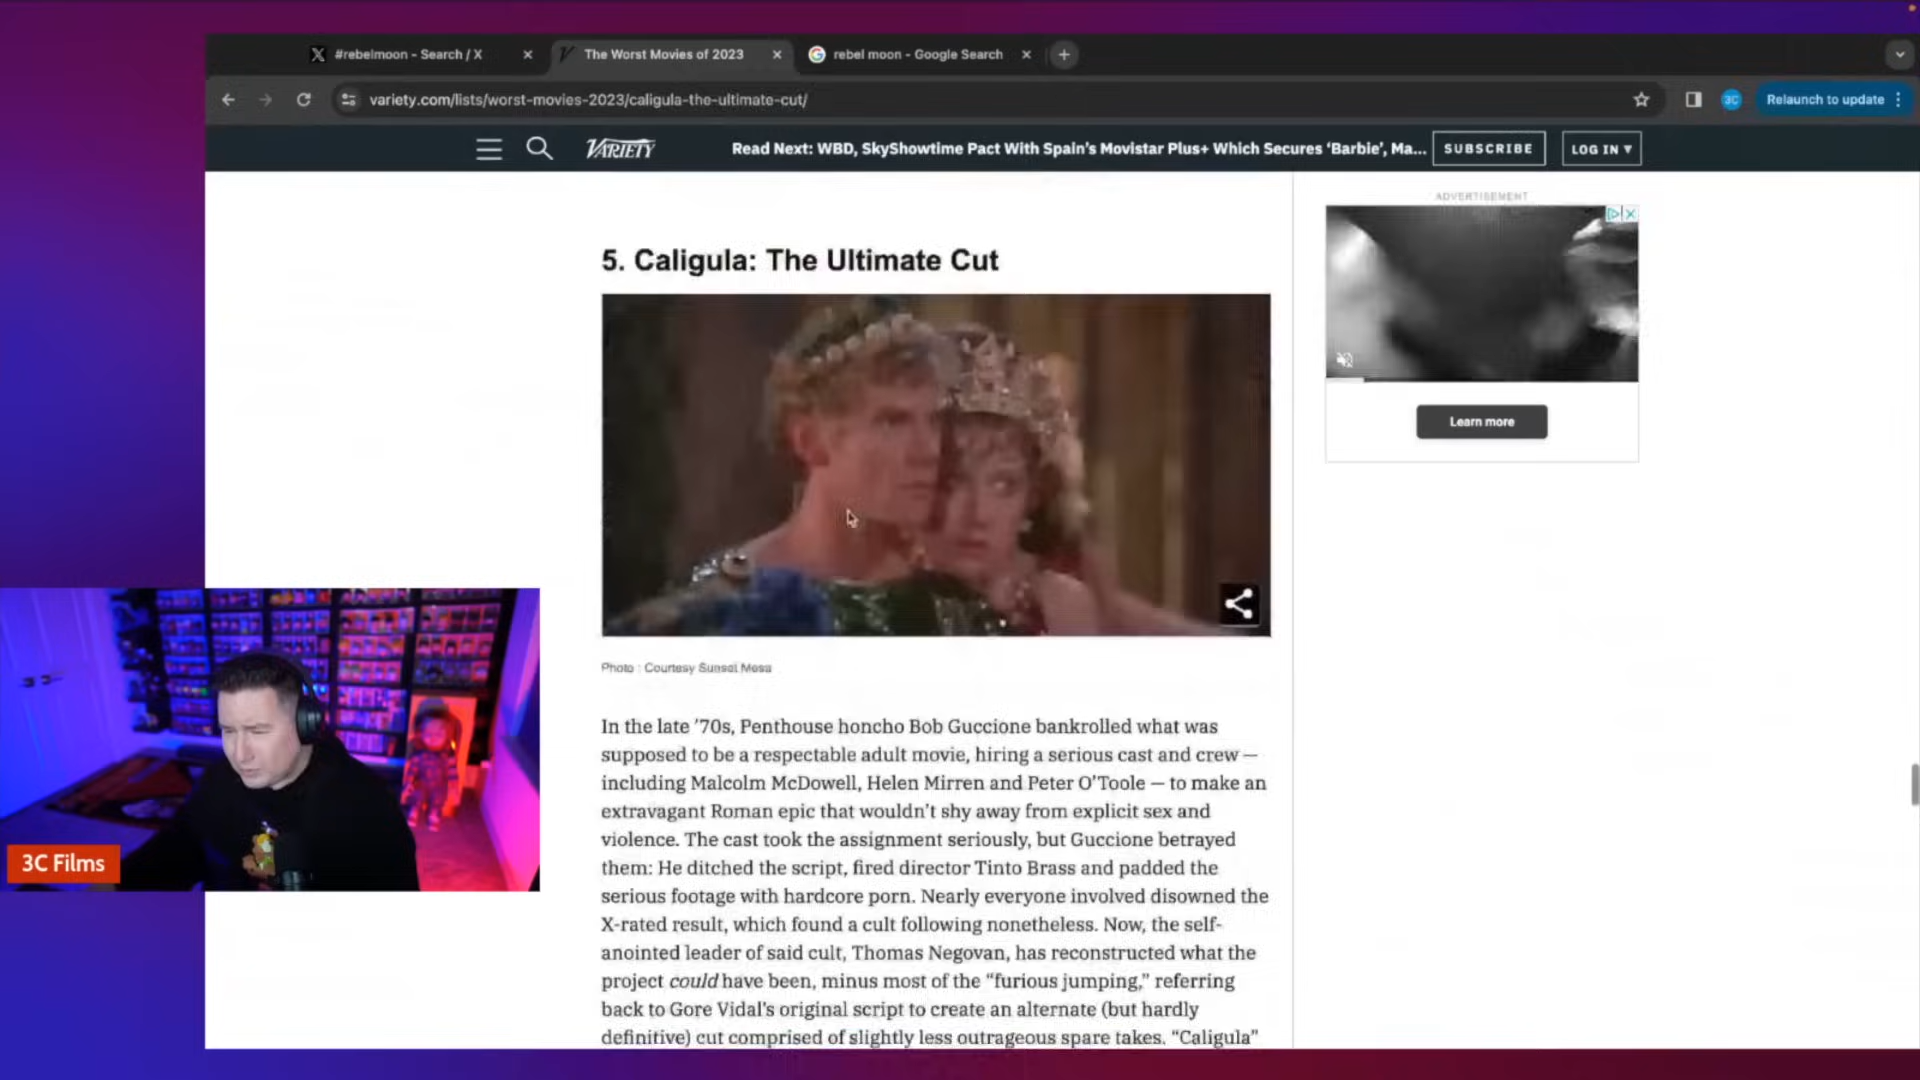 #rebelmoon - Search / X
The Worst Movies of 2023
rebel moon - Google Search
variety.com/lists/worst-movies-2023/caligula-the-ultimate-cut/
3C
Relaunch to update
VARIETY
Read Next: WBD, SkyShowtime Pact With Spain's Movistar Plus+ Which Secures 'Barbie', Ma...
SUBSCRIBE
LOG IN ▾
ADVERTISEMENT
5. Caligula: The Ultimate Cut
Learn more
Photo : Courtesy Sunset Mesa
In the late '70s, Penthouse honcho Bob Guccione bankrolled what was
supposed to be a respectable adult movie, hiring a serious cast and crew —
including Malcolm McDowell, Helen Mirren and Peter O'Toole — to make an
extravagant Roman epic that wouldn't shy away from explicit sex and
violence. The cast took the assignment seriously, but Guccione betrayed
them: He ditched the script, fired director Tinto Brass and padded the
serious footage with hardcore porn. Nearly everyone involved disowned the
X-rated result, which found a cult following nonetheless. Now, the self-
anointed leader of said cult, Thomas Negovan, has reconstructed what the
project could have been, minus most of the "furious jumping," referring
back to Gore Vidal's original script to create an alternate (but hardly
definitive) cut comprised of slightly less outrageous spare takes. "Caligula"
3C Films